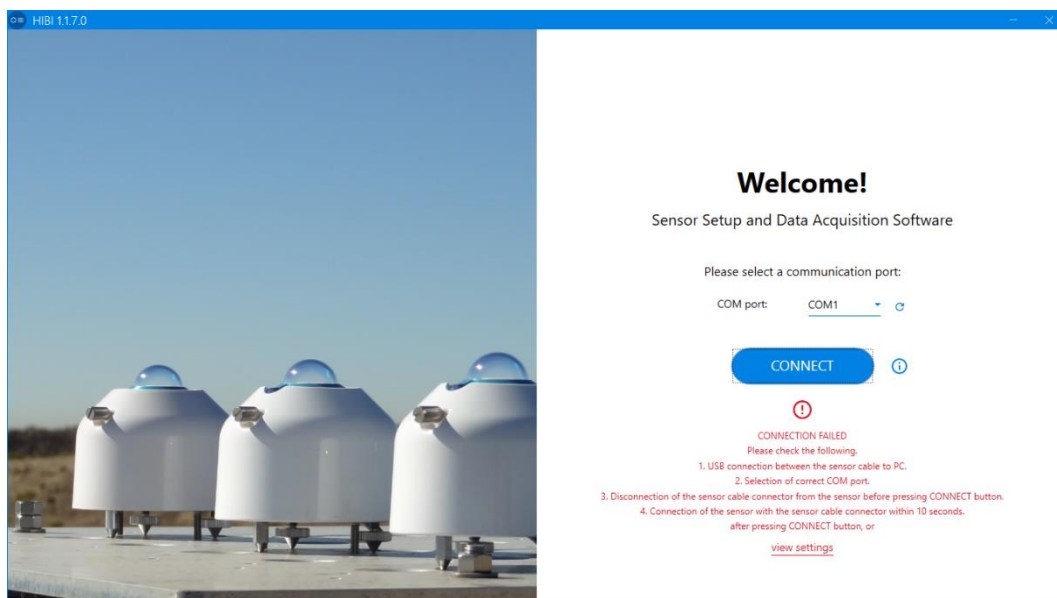 HIBI 1.1.7.0
Welcome!
Sensor Setup and Data Acquisition Software
Please select a communication port:
COM port: COM1
CONNECT
CONNECTION FAILED
Please check the following.
1. USB connection between the sensor cable to PC.
2. Selection of correct COM port.
3. Disconnection of the sensor cable connector from the sensor before pressing CONNECT button.
4. Connection of the sensor with the sensor cable connector within 10 seconds.
after pressing CONNECT button, or
view settings